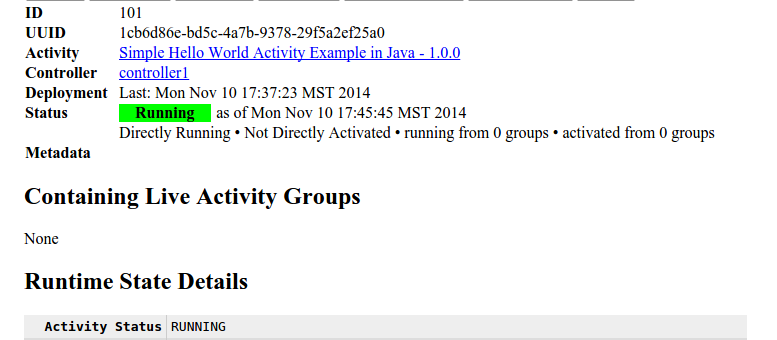 ID 101
UUID 1cb6d86e-bd5c-4a7b-9378-29f5a2ef25a0
Activity Simple Hello World Activity Example in Java - 1.0.0
Controller controller1
Deployment Last: Mon Nov 10 17:37:23 MST 2014
Status Running as of Mon Nov 10 17:45:45 MST 2014
Directly Running • Not Directly Activated • running from 0 groups • activated from 0 groups
Metadata
Containing Live Activity Groups
None
Runtime State Details
Activity Status RUNNING